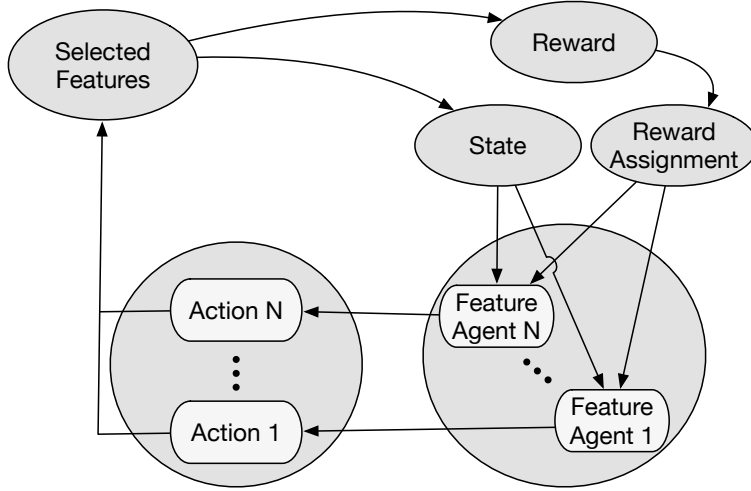 Selected
Features
Reward
State
Reward
Assignment
Action N
Feature
Agent N
Action 1
Feature
Agent 1